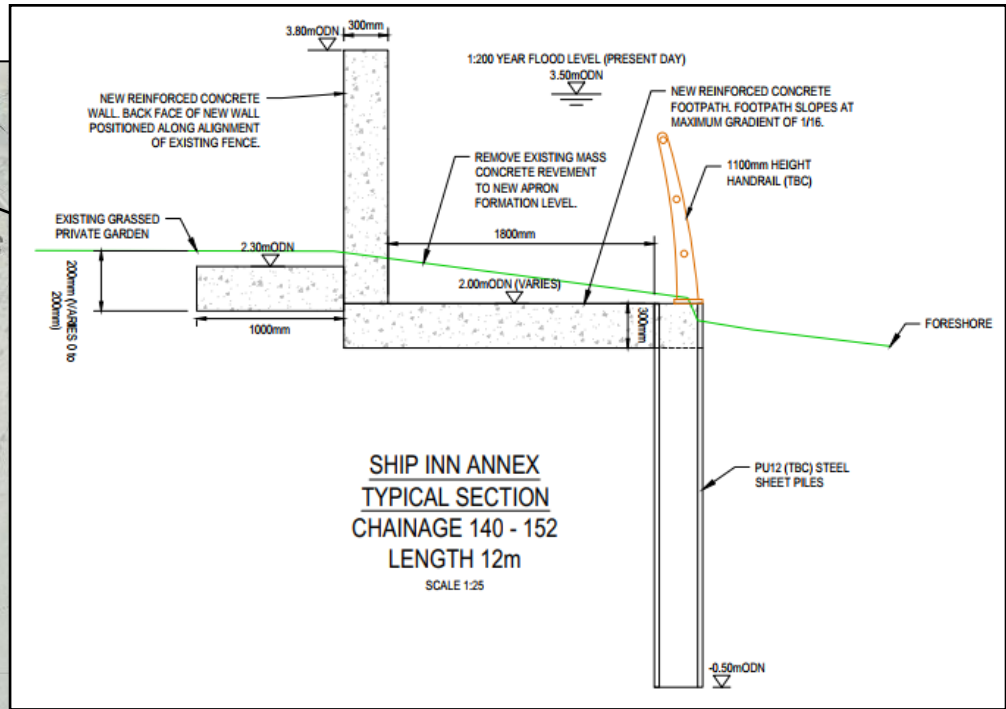 3.80mODN
300mm
1:200 YEAR FLOOD LEVEL (PRESENT DAY)
3.50mODN
NEW REINFORCED CONCRETE
WALL. BACK FACE OF NEW WALL
POSITIONED ALONG ALIGNMENT
OF EXISTING FENCE.
NEW REINFORCED CONCRETE
FOOTPATH. FOOTPATH SLOPES AT
MAXIMUM GRADIENT OF 1/16.
REMOVE EXISTING MASS
CONCRETE REVEMENT
TO NEW APRON
FORMATION LEVEL.
1100mm HEIGHT
HANDRAIL (TBC)
EXISTING GRASSED
PRIVATE GARDEN
1800mm
2.30mODN
2.00mODN (VARIES)
200mm (VARIES 0 to
200mm)
1000mm
300mm
FORESHORE
SHIP INN ANNEX
TYPICAL SECTION
CHAINAGE 140 - 152
LENGTH 12m
SCALE 1:25
PU12 (TBC) STEEL
SHEET PILES
-0.50mODN